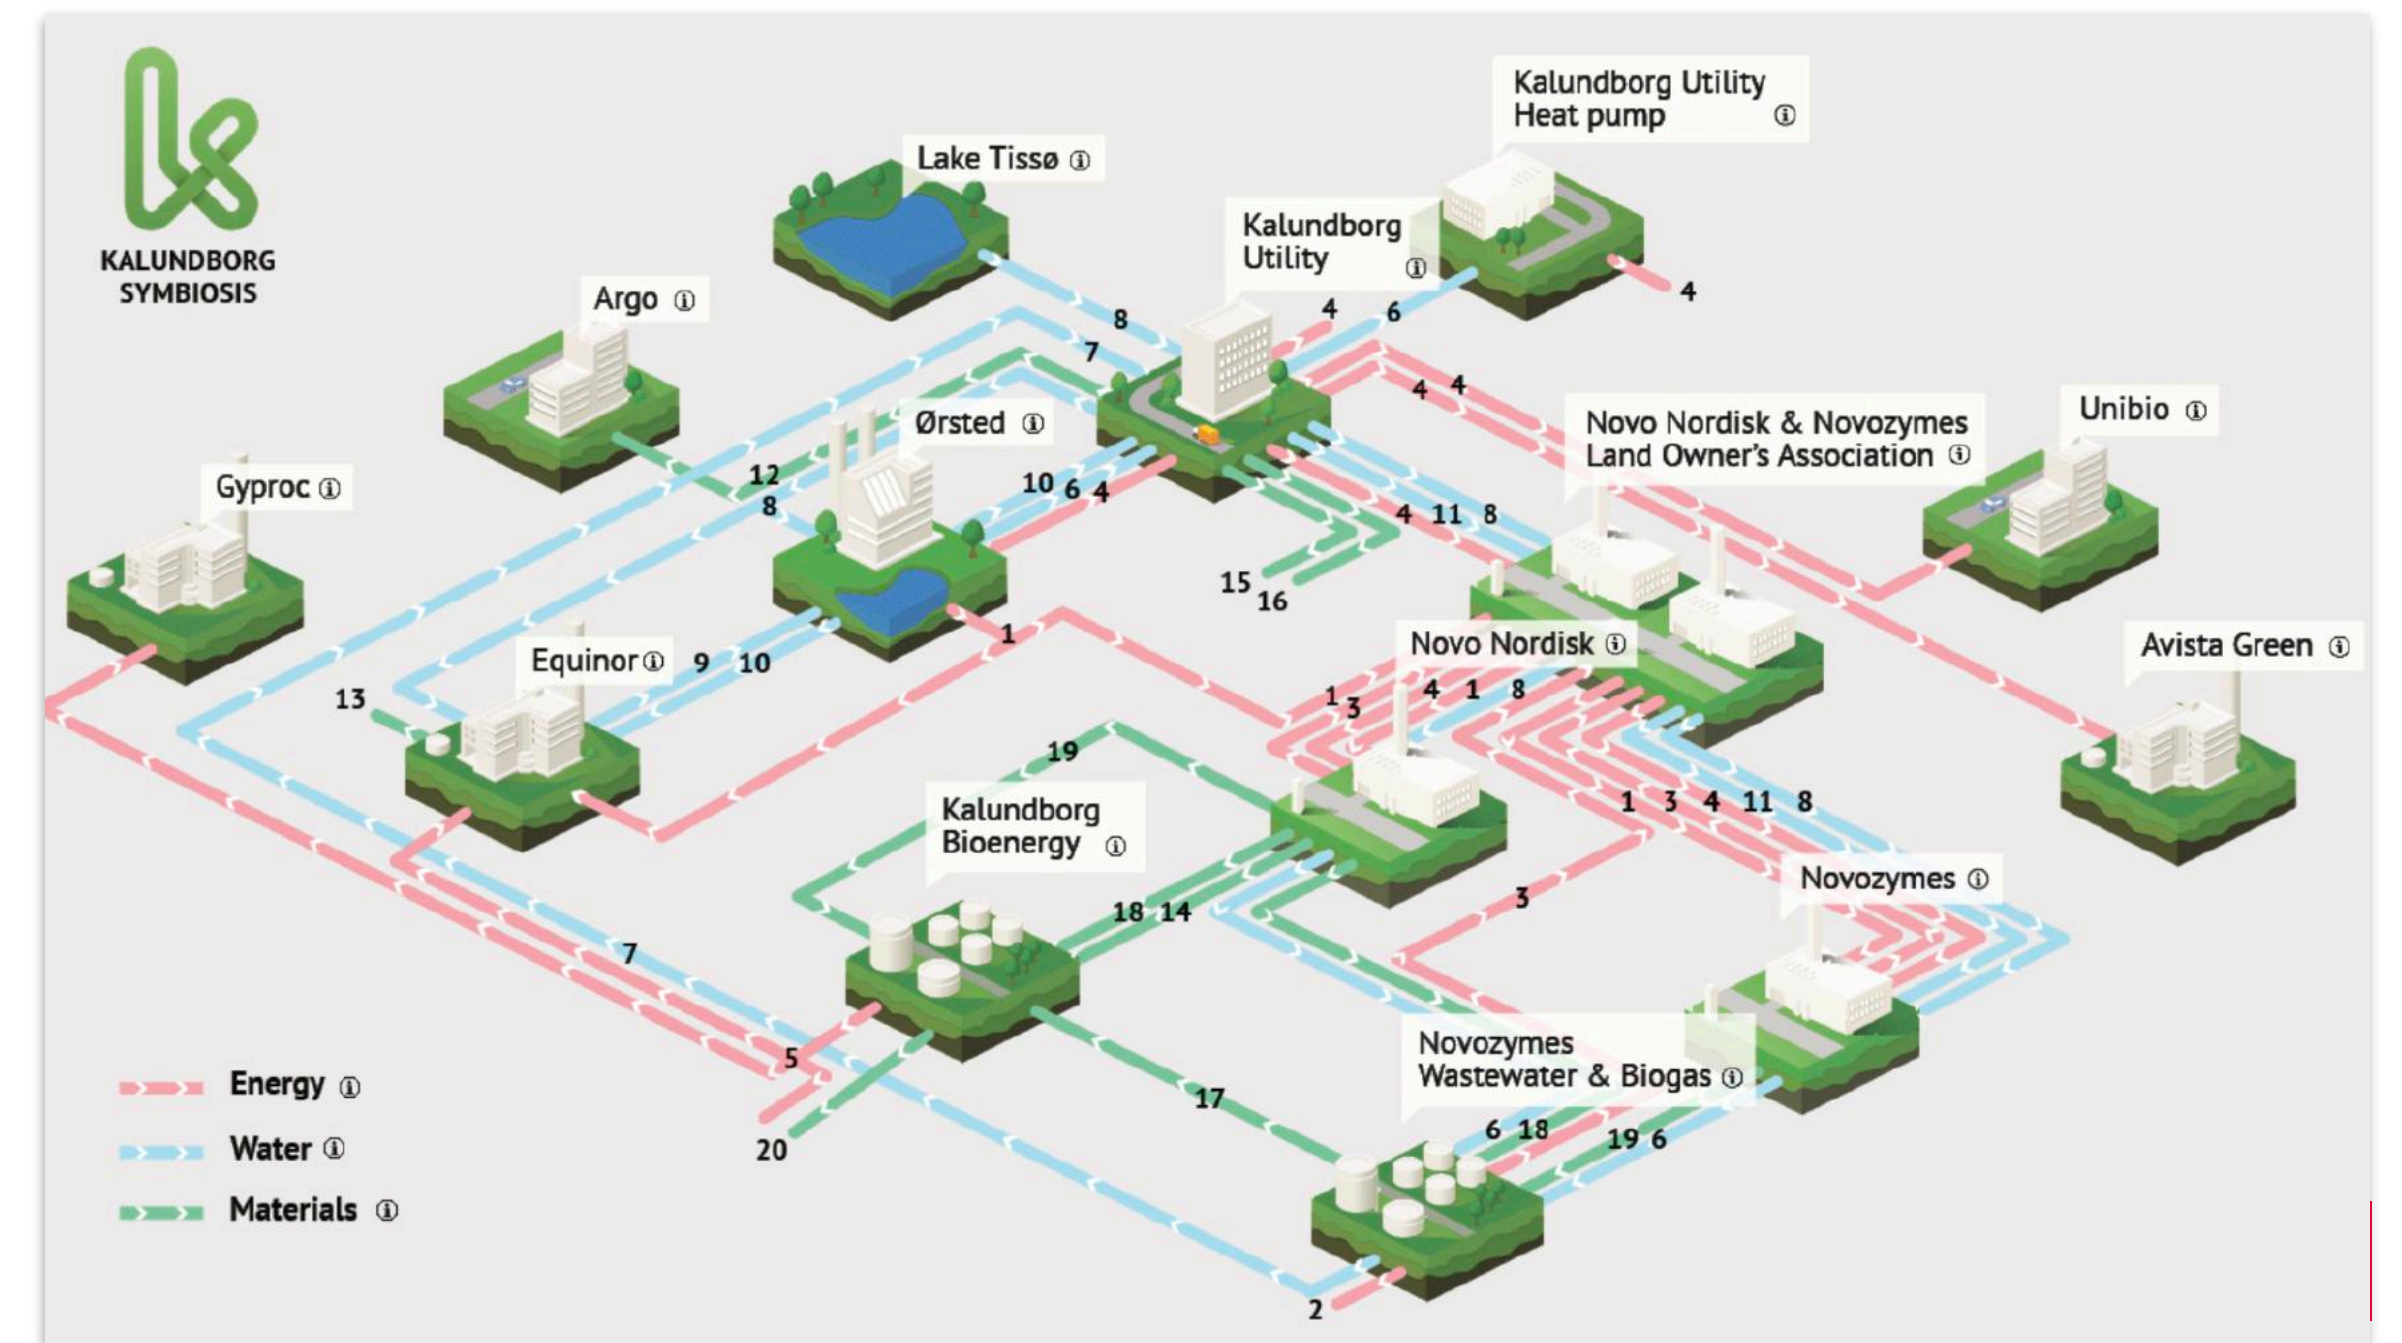 KALUNDBORG
SYMBIOSIS
Kalundborg Utility
Heat pump
Lake Tissø
Kalundborg
Utility
Argo
4
4
6
8
7
Ørsted
4
4
Novo Nordisk & Novozymes
Land Owner's Association
Unibio
Gyproc
12
8
10 6 4
4 11 8
15
16
Equinor
9 10
1
Novo Nordisk
Avista Green
13
1
3
4 1 8
19
Kalundborg
Bioenergy
1 3 4 11 8
Novozymes
3
18 14
7
5
Novozymes
Wastewater & Biogas
Energy
17
Water
20
6 18
19 6
Materials
2